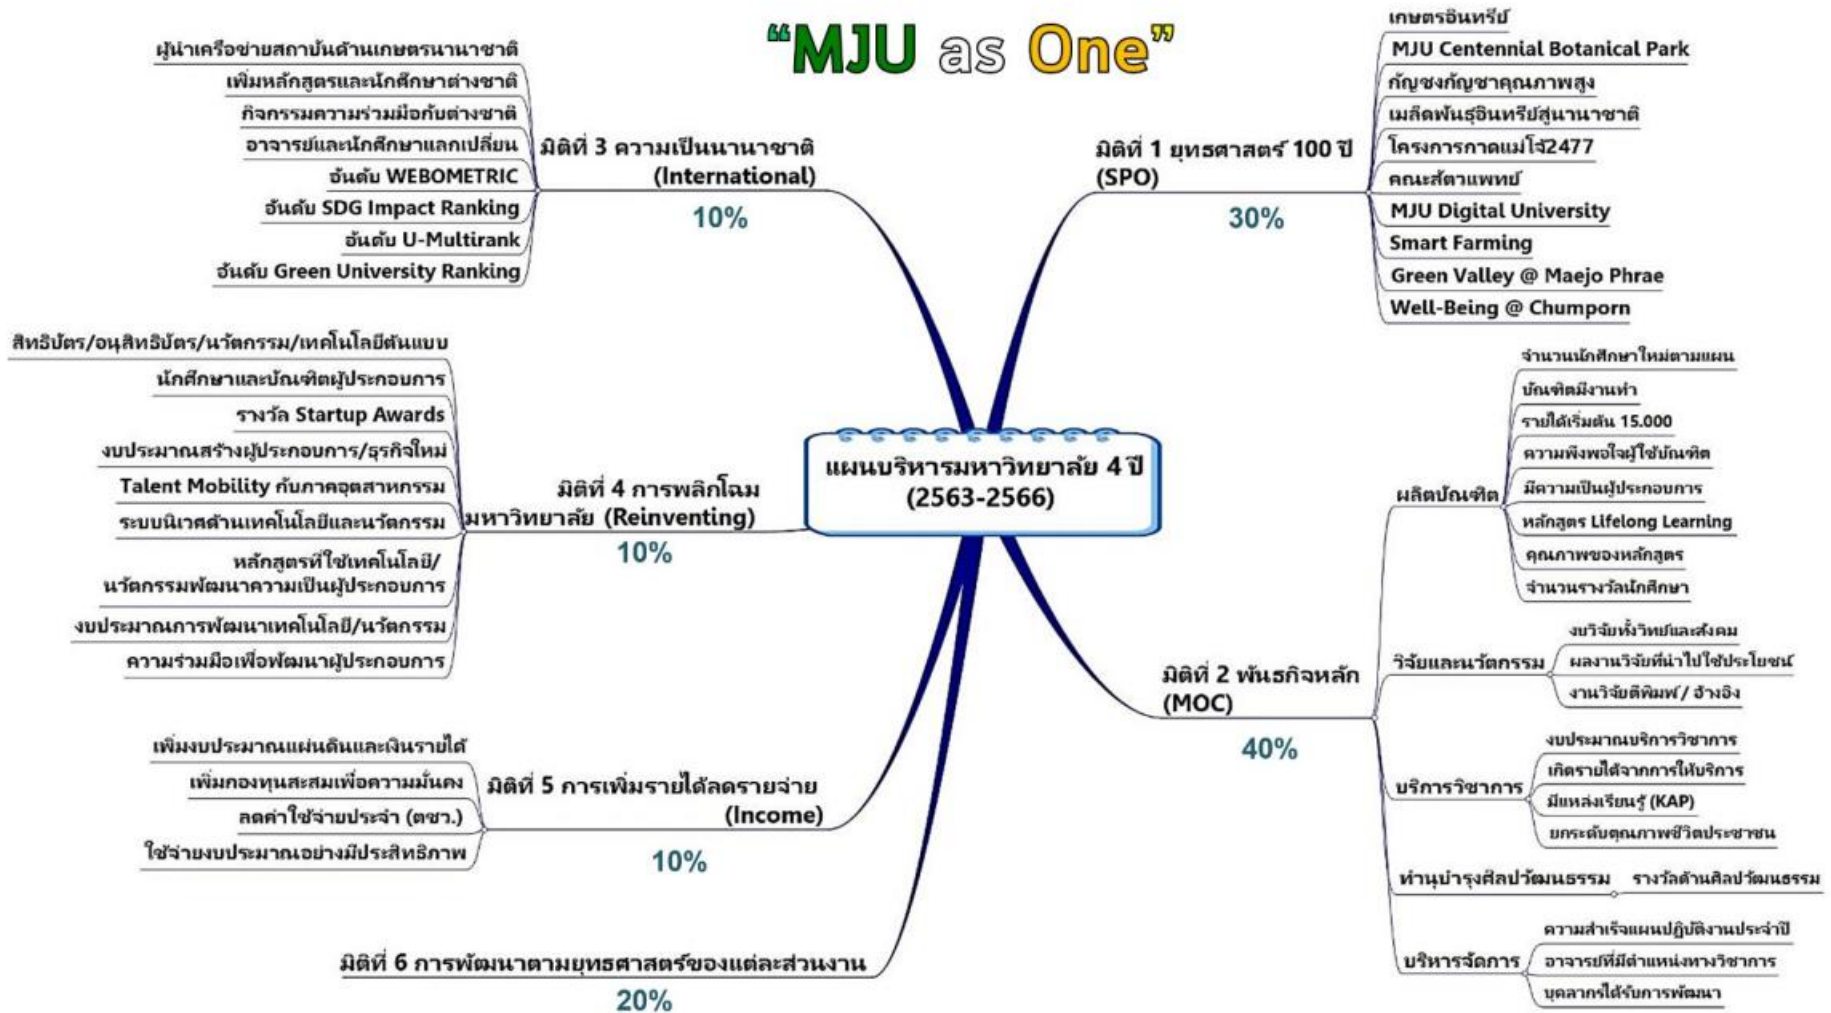 “MJU as One”
แผนบริหารมหาวิทยาลัย 4 ปี
(2563-2566)
มิติที่ 1 ยุทธศาสตร์ 100 ปี
(SPO)
30%
เกษตรอินทรีย์
MJU Centennial Botanical Park
กัญชงกัญชาคุณภาพสูง
เมล็ดพันธุ์อินทรีย์สู่นานาชาติ
โครงการกาดแม่โจ้2477
คณะสัตวแพทย์
MJU Digital University
Smart Farming
Green Valley @ Maejo Phrae
Well-Being @ Chumporn
มิติที่ 2 พันธกิจหลัก
(MOC)
40%
ผลิตบัณฑิต
จำนวนนักศึกษาใหม่ตามแผน
บัณฑิตมีงานทำ
รายได้เริ่มต้น 15.000
ความพึงพอใจผู้ใช้บัณฑิต
มีความเป็นผู้ประกอบการ
หลักสูตร Lifelong Learning
คุณภาพของหลักสูตร
จำนวนรางวัลนักศึกษา
วิจัยและนวัตกรรม
งบวิจัยทั้งวิทย์และสังคม
ผลงานวิจัยที่นำไปใช้ประโยชน์
งานวิจัยตีพิมพ์/ อ้างอิง
บริการวิชาการ
งบประมาณบริการวิชาการ
เกิดรายได้จากการให้บริการ
มีแหล่งเรียนรู้ (KAP)
ยกระดับคุณภาพชีวิตประชาชน
ทำนุบำรุงศิลปวัฒนธรรม
รางวัลด้านศิลปวัฒนธรรม
บริหารจัดการ
ความสำเร็จแผนปฏิบัติงานประจำปี
อาจารย์ที่มีตำแหน่งทางวิชาการ
บุคลากรได้รับการพัฒนา
มิติที่ 3 ความเป็นนานาชาติ
(International)
10%
ผู้นำเครือข่ายสถาบันด้านเกษตรนานาชาติ
เพิ่มหลักสูตรและนักศึกษาต่างชาติ
กิจกรรมความร่วมมือกับต่างชาติ
อาจารย์และนักศึกษาแลกเปลี่ยน
อันดับ WEBOMETRIC
อันดับ SDG Impact Ranking
อันดับ U-Multirank
อันดับ Green University Ranking
มิติที่ 4 การพลิกโฉม
มหาวิทยาลัย (Reinventing)
10%
สิทธิบัตร/อนุสิทธิบัตร/นวัตกรรม/เทคโนโลยีต้นแบบ
นักศึกษาและบัณฑิตผู้ประกอบการ
รางวัล Startup Awards
งบประมาณสร้างผู้ประกอบการ/ธุรกิจใหม่
Talent Mobility กับภาคอุตสาหกรรม
ระบบนิเวศด้านเทคโนโลยีและนวัตกรรม
หลักสูตรที่ใช้เทคโนโลยี/
นวัตกรรมพัฒนาความเป็นผู้ประกอบการ
งบประมาณการพัฒนาเทคโนโลยี/นวัตกรรม
ความร่วมมือเพื่อพัฒนาผู้ประกอบการ
มิติที่ 5 การเพิ่มรายได้ลดรายจ่าย
(Income)
10%
เพิ่มงบประมาณแผ่นดินและเงินรายได้
เพิ่มกองทุนสะสมเพื่อความมั่นคง
ลดค่าใช้จ่ายประจำ (ตชว.)
ใช้จ่ายงบประมาณอย่างมีประสิทธิภาพ
มิติที่ 6 การพัฒนาตามยุทธศาสตร์ของแต่ละส่วนงาน
20%